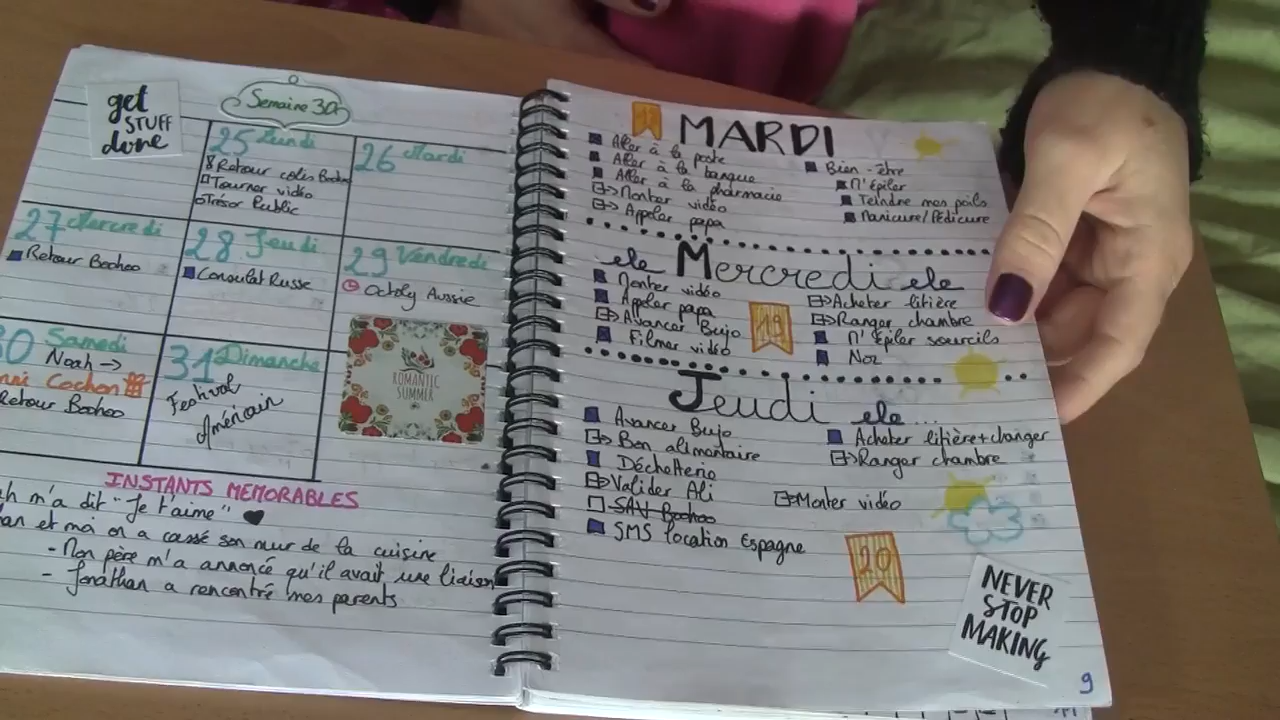 get
STUFF
done
Semaine 30
25 Lundi
Retour colis Boohoo
Tourner vidéo
Trésor Public
26 Mardi
27 Mercredi
Retour Boohoo
28 Jeudi
Consulat Russe
29 Vendredi
Octoly Aussie
30 Samedi
Noah →
Cochon
Retour Boohoo
31 Dimanche
Festival
Américain
ROMANTIC
SUMMER
INSTANTS MEMORABLES
m'a dit "Je t'aime" ♥
et moi on a cassé son mur de la cuisine
- Mon père m'a annoncé qu'il avait une liaison
- Jonathan a rencontré mes parents
MARDI
Aller à la poste
Aller à la banque
Aller à la pharmacie
Monter vidéo
Appeler papa
Bien-être
M'épiler
Teindre mes poils
Manicure/Pédicure
ele Mercredi ele
Monter vidéo
Appeler papa
Avancer Bujo
Filmer vidéo
19
Acheter litière
Ranger chambre
M'épiler sourcils
Noz
Jeudi ele...
Avancer Bujo
Bon alimentaire
Déchetterie
Valider Ali
SAV Boohoo
SMS location Espagne
Acheter litière+changer
Ranger chambre
Monter vidéo
20
NEVER
STOP
MAKING
9